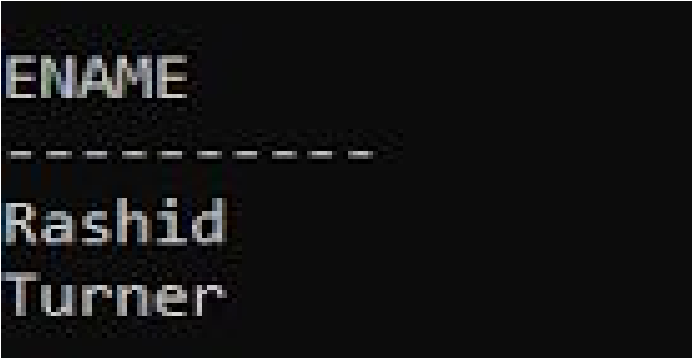 ENAME
----------
Rashid
Turner